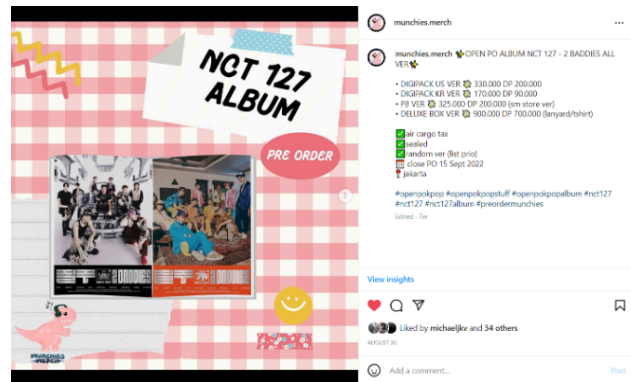 NCT 127
ALBUM
PRE ORDER
MUNCHIES
MERCH
munchies.merch
munchies.merch ✨OPEN PO ALBUM NCT 127 - 2 BADDIES ALL
VER✨
• DIGIPACK US VER 💸 330.000 DP 200.000
• DIGIPACK KR VER 💸 170.000 DP 90.000
• PB VER 💸 325.000 DP 200.000 (sm store ver)
• DELUXE BOX VER 💸 900.000 DP 700.000 (lanyard/tshirt)
✅air cargo tax
✅sealed
✅random ver (list prio)
🗓 close PO 15 Sept 2022
📍jakarta
#openpokpop #openpokpopstuff #openpokpopalbum #nct127
#nct127 #nct127album #preordermunchies
Edited · 7w
View insights
Liked by michaeljkv and 34 others
AUGUST 30
Add a comment...
Post